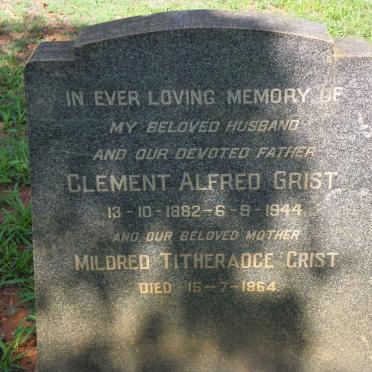 IN EVER LOVING MEMORY OF
MY BELOVED HUSBAND
AND OUR DEVOTED FATHER
CLEMENT ALFRED GRIST
13-10-1882-6-9-1944.
AND OUR BELOVED MOTHER
MILDRED TITHERADGE GRIST
DIED 15-7-1964.